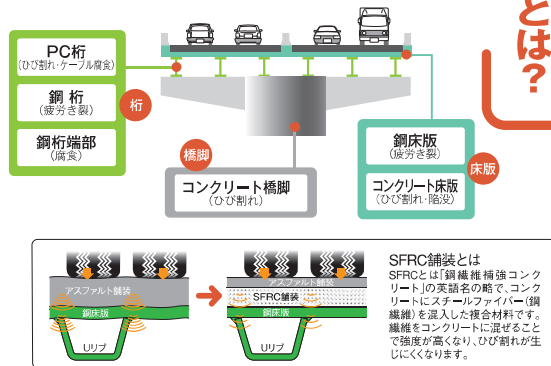 とは？
PC桁
(ひび割れ・ケーブル腐食)
鋼 桁
(疲労き裂)
鋼桁端部
(腐食)
桁
橋脚
コンクリート橋脚
(ひび割れ)
鋼床版
(疲労き裂)
コンクリート床版
(ひび割れ・陥没)
床版
アスファルト舗装
鋼床版
Uリブ
アスファルト舗装
SFRC舗装
鋼床版
Uリブ
SFRC舗装とは
SFRCとは「鋼繊維補強コンク
リート」の英語名の略で、コンク
リートにスチールファイバー(鋼
繊維)を混入した複合材料です。
繊維をコンクリートに混ぜること
で強度が高くなり、ひび割れが生
じにくくなります。